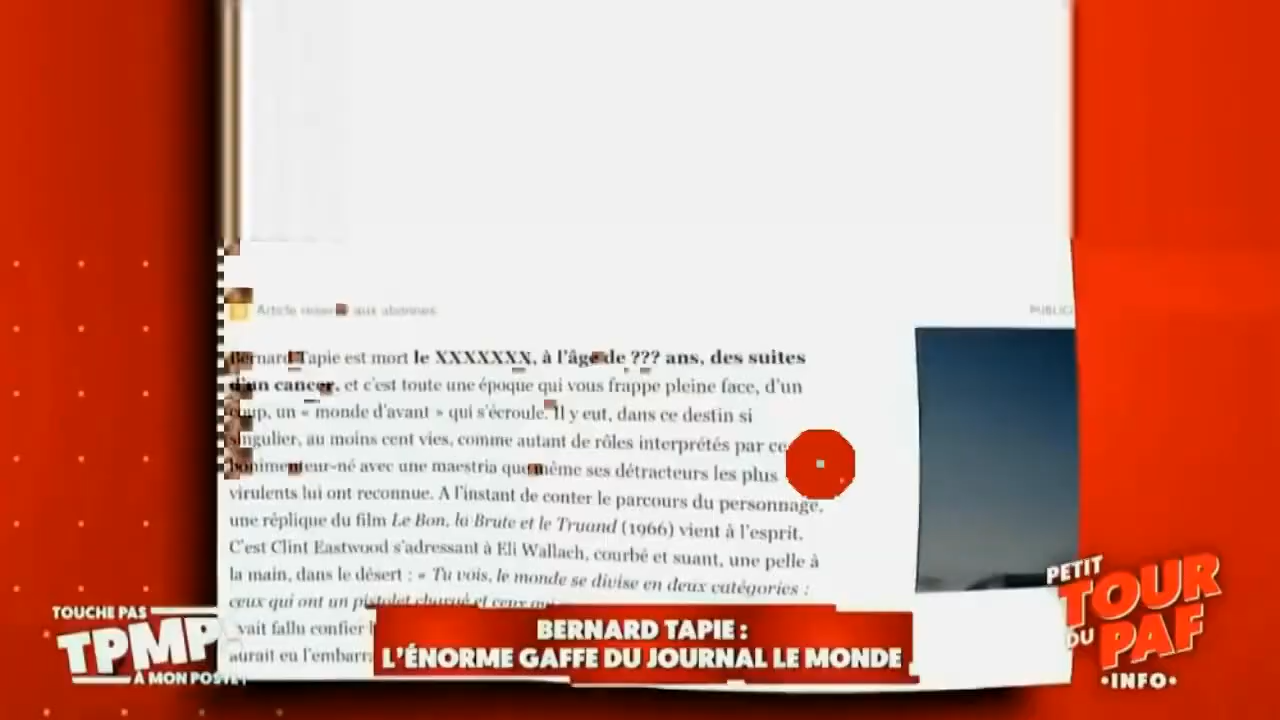 Article réservé aux abonnés
PUBLICI
Bernard Tapie est mort le XXXXXXX, à l'âge de ??? ans, des suites
d'un cancer, et c'est toute une époque qui vous frappe pleine face, d'un
coup, un « monde d'avant » qui s'écroule. Il y eut, dans ce destin si
singulier, au moins cent vies, comme autant de rôles interprétés par ce
bonimenteur-né avec une maestria que même ses détracteurs les plus
virulents lui ont reconnue. A l'instant de conter le parcours du personnage,
une réplique du film Le Bon, la Brute et le Truand (1966) vient à l'esprit.
C'est Clint Eastwood s'adressant à Eli Wallach, courbé et suant, une pelle à
la main, dans le désert : « Tu vois, le monde se divise en deux catégories :
ceux qui ont un pistolet chargé et ceux qui
vait fallu confier
aurait eu l'embarr
TOUCHE PAS
TPMP
À MON POSTE!
BERNARD TAPIE :
L'ÉNORME GAFFE DU JOURNAL LE MONDE
PETIT
TOUR
DU PAF
•INFO•